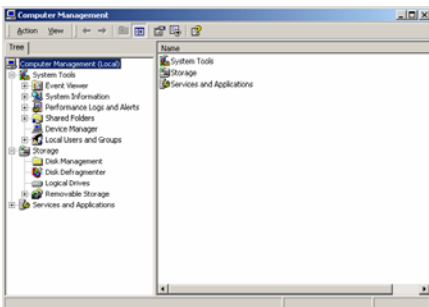 Computer Management
Action View
Tree
Name
Computer Management (Local)
System Tools
Event Viewer
System Information
Performance Logs and Alerts
Shared Folders
Device Manager
Local Users and Groups
Storage
Disk Management
Disk Defragmenter
Logical Drives
Removable Storage
Services and Applications
System Tools
Storage
Services and Applications